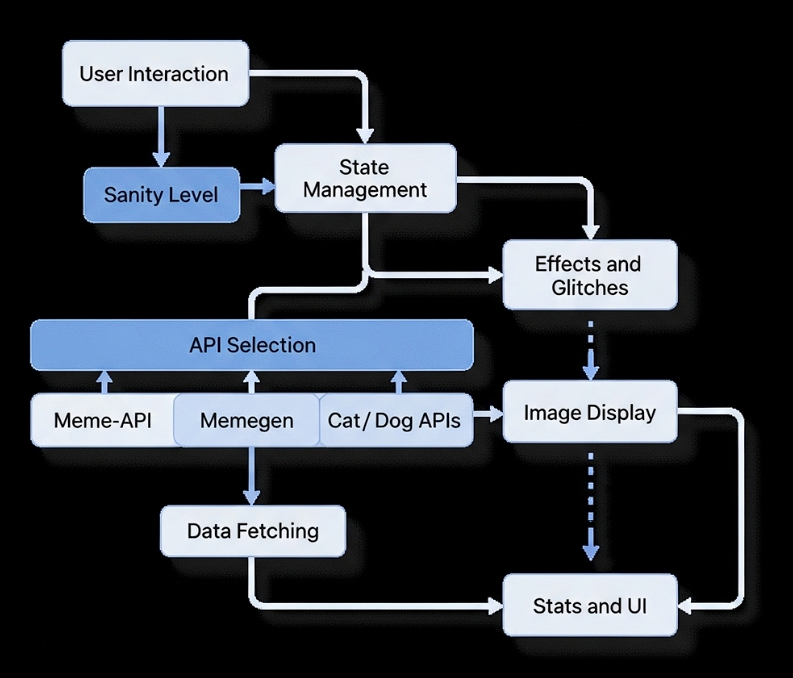 User Interaction
State
Management
Sanity Level
Effects and
Glitches
API Selection
Meme-API
Memegen
Cat/Dog APIs
Image Display
Data Fetching
Stats and UI